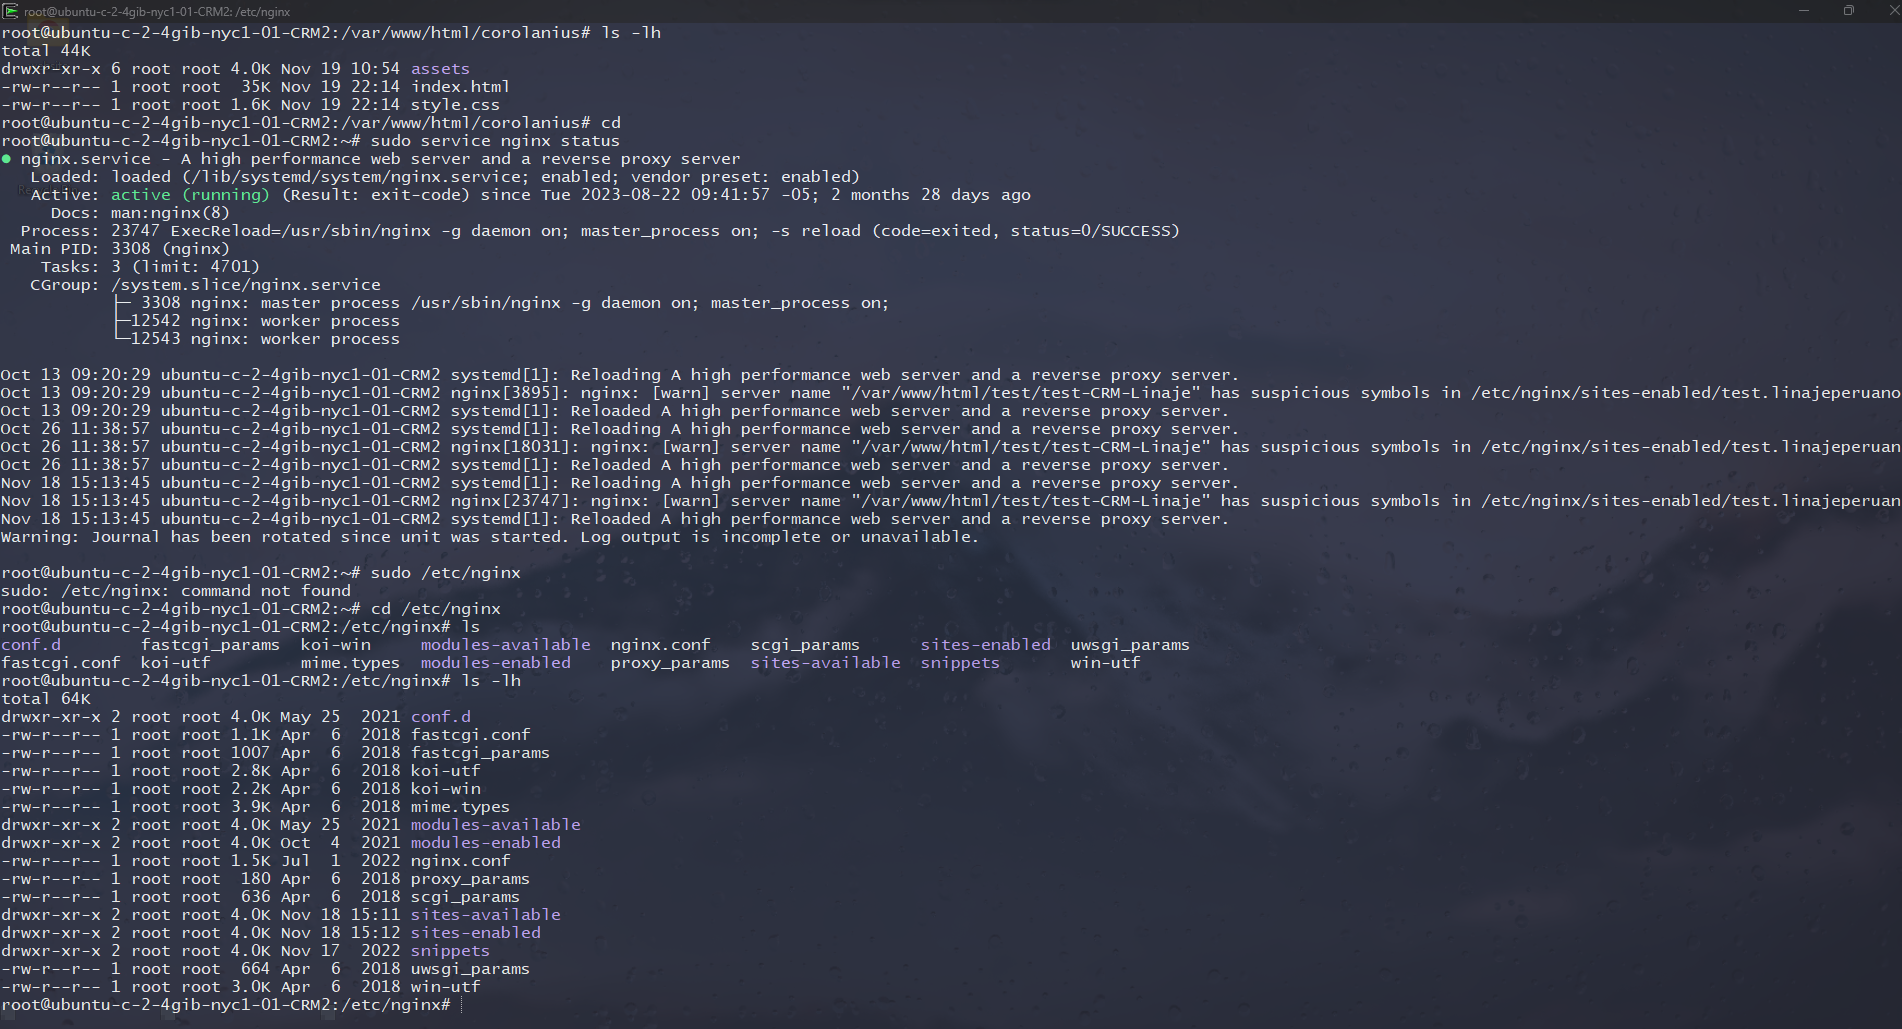 root@ubuntu-c-2-4gib-nyc1-01-CRM2: /etc/nginx
root@ubuntu-c-2-4gib-nyc1-01-CRM2:/var/www/html/corolanius# ls -lh
total 44K
drwxr-xr-x 6 root root 4.0K Nov 19 10:54 assets
-rw-r--r-- 1 root root  35K Nov 19 22:14 index.html
-rw-r--r-- 1 root root 1.6K Nov 19 22:14 style.css
root@ubuntu-c-2-4gib-nyc1-01-CRM2:/var/www/html/corolanius# cd
root@ubuntu-c-2-4gib-nyc1-01-CRM2:~# sudo service nginx status
● nginx.service - A high performance web server and a reverse proxy server
   Loaded: loaded (/lib/systemd/system/nginx.service; enabled; vendor preset: enabled)
   Active: active (running) (Result: exit-code) since Tue 2023-08-22 09:41:57 -05; 2 months 28 days ago
     Docs: man:nginx(8)
  Process: 23747 ExecReload=/usr/sbin/nginx -g daemon on; master_process on; -s reload (code=exited, status=0/SUCCESS)
 Main PID: 3308 (nginx)
    Tasks: 3 (limit: 4701)
   CGroup: /system.slice/nginx.service
           ├─ 3308 nginx: master process /usr/sbin/nginx -g daemon on; master_process on;
           ├─12542 nginx: worker process
           └─12543 nginx: worker process
Oct 13 09:20:29 ubuntu-c-2-4gib-nyc1-01-CRM2 systemd[1]: Reloading A high performance web server and a reverse proxy server.
Oct 13 09:20:29 ubuntu-c-2-4gib-nyc1-01-CRM2 nginx[3895]: nginx: [warn] server name "/var/www/html/test/test-CRM-Linaje" has suspicious symbols in /etc/nginx/sites-enabled/test.linajeperuano
Oct 13 09:20:29 ubuntu-c-2-4gib-nyc1-01-CRM2 systemd[1]: Reloaded A high performance web server and a reverse proxy server.
Oct 26 11:38:57 ubuntu-c-2-4gib-nyc1-01-CRM2 systemd[1]: Reloading A high performance web server and a reverse proxy server.
Oct 26 11:38:57 ubuntu-c-2-4gib-nyc1-01-CRM2 nginx[18031]: nginx: [warn] server name "/var/www/html/test/test-CRM-Linaje" has suspicious symbols in /etc/nginx/sites-enabled/test.linajeperuan
Oct 26 11:38:57 ubuntu-c-2-4gib-nyc1-01-CRM2 systemd[1]: Reloaded A high performance web server and a reverse proxy server.
Nov 18 15:13:45 ubuntu-c-2-4gib-nyc1-01-CRM2 systemd[1]: Reloading A high performance web server and a reverse proxy server.
Nov 18 15:13:45 ubuntu-c-2-4gib-nyc1-01-CRM2 nginx[23747]: nginx: [warn] server name "/var/www/html/test/test-CRM-Linaje" has suspicious symbols in /etc/nginx/sites-enabled/test.linajeperuan
Nov 18 15:13:45 ubuntu-c-2-4gib-nyc1-01-CRM2 systemd[1]: Reloaded A high performance web server and a reverse proxy server.
Warning: Journal has been rotated since unit was started. Log output is incomplete or unavailable.
root@ubuntu-c-2-4gib-nyc1-01-CRM2:~# sudo /etc/nginx
sudo: /etc/nginx: command not found
root@ubuntu-c-2-4gib-nyc1-01-CRM2:~# cd /etc/nginx
root@ubuntu-c-2-4gib-nyc1-01-CRM2:/etc/nginx# ls
conf.d        fastcgi_params  koi-win     modules-available  nginx.conf    scgi_params      sites-enabled  uwsgi_params
fastcgi.conf  koi-utf         mime.types  modules-enabled    proxy_params  sites-available  snippets       win-utf
root@ubuntu-c-2-4gib-nyc1-01-CRM2:/etc/nginx# ls -lh
total 64K
drwxr-xr-x 2 root root 4.0K May 25  2021 conf.d
-rw-r--r-- 1 root root 1.1K Apr  6  2018 fastcgi.conf
-rw-r--r-- 1 root root 1007 Apr  6  2018 fastcgi_params
-rw-r--r-- 1 root root 2.8K Apr  6  2018 koi-utf
-rw-r--r-- 1 root root 2.2K Apr  6  2018 koi-win
-rw-r--r-- 1 root root 3.9K Apr  6  2018 mime.types
drwxr-xr-x 2 root root 4.0K May 25  2021 modules-available
drwxr-xr-x 2 root root 4.0K Oct  4  2021 modules-enabled
-rw-r--r-- 1 root root 1.5K Jul  1  2022 nginx.conf
-rw-r--r-- 1 root root  180 Apr  6  2018 proxy_params
-rw-r--r-- 1 root root  636 Apr  6  2018 scgi_params
drwxr-xr-x 2 root root 4.0K Nov 18 15:11 sites-available
drwxr-xr-x 2 root root 4.0K Nov 18 15:12 sites-enabled
drwxr-xr-x 2 root root 4.0K Nov 17  2022 snippets
-rw-r--r-- 1 root root  664 Apr  6  2018 uwsgi_params
-rw-r--r-- 1 root root 3.0K Apr  6  2018 win-utf
root@ubuntu-c-2-4gib-nyc1-01-CRM2:/etc/nginx#